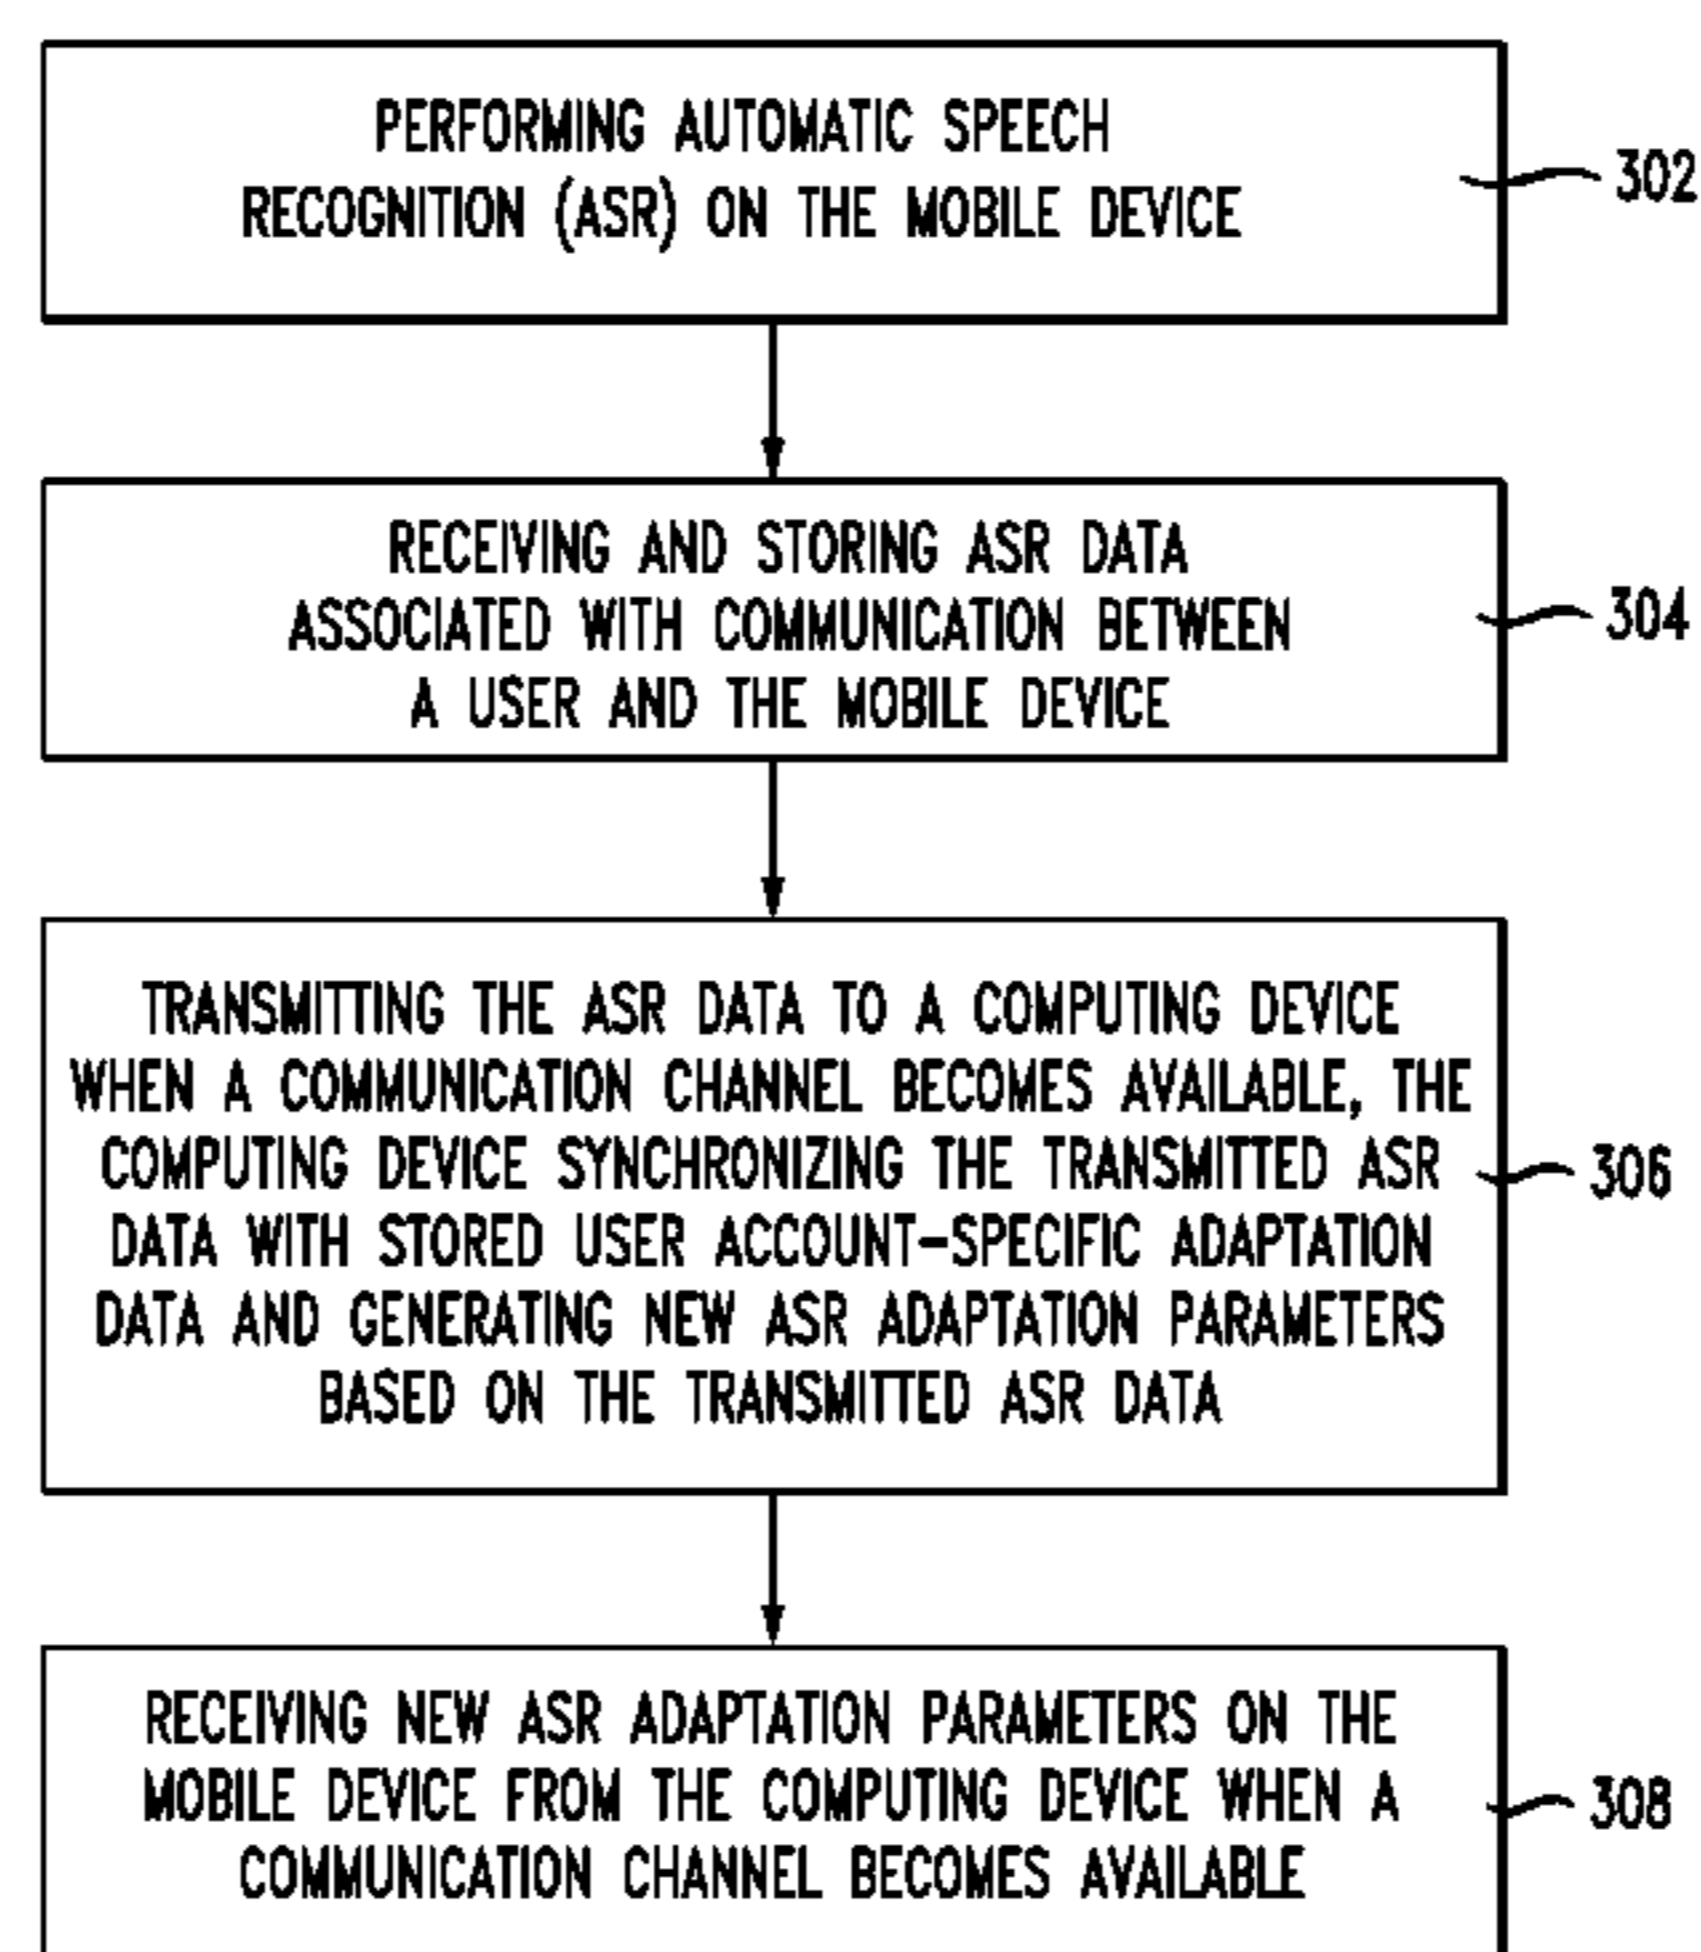 PERFORMING AUTOMATIC SPEECH
RECOGNITION (ASR) ON THE MOBILE DEVICE
302
RECEIVING AND STORING ASR DATA
ASSOCIATED WITH COMMUNICATION BETWEEN
A USER AND THE MOBILE DEVICE
304
TRANSMITTING THE ASR DATA TO A COMPUTING DEVICE
WHEN A COMMUNICATION CHANNEL BECOMES AVAILABLE, THE
COMPUTING DEVICE SYNCHRONIZING THE TRANSMITTED ASR
DATA WITH STORED USER ACCOUNT-SPECIFIC ADAPTATION
DATA AND GENERATING NEW ASR ADAPTATION PARAMETERS
BASED ON THE TRANSMITTED ASR DATA
306
RECEIVING NEW ASR ADAPTATION PARAMETERS ON THE
MOBILE DEVICE FROM THE COMPUTING DEVICE WHEN A
COMMUNICATION CHANNEL BECOMES AVAILABLE
308